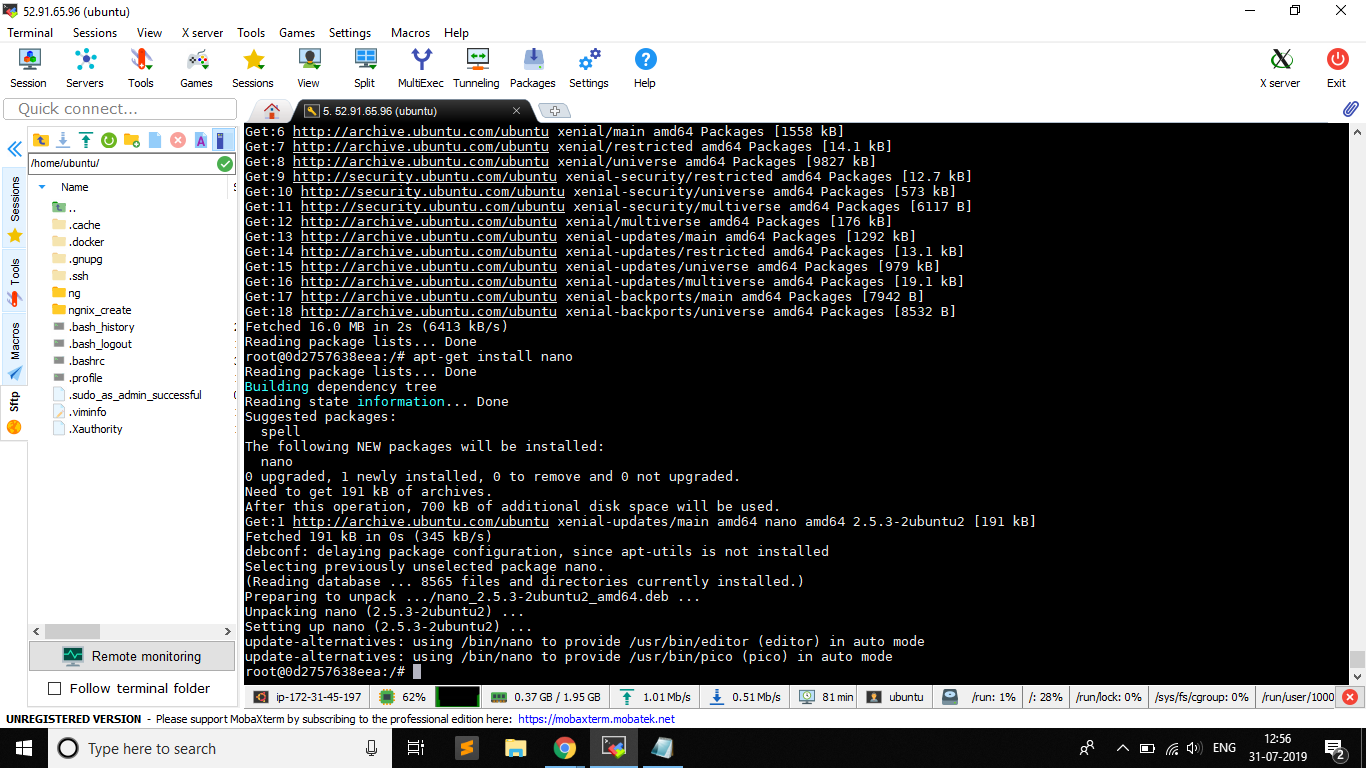 52.91.65.96 (ubuntu)
Terminal Sessions View X server Tools Games Settings Macros Help
Session Servers Tools Games Sessions View Split MultiExec Tunneling Packages Settings Help X server Exit
Quick connect...
5. 52.91.65.96 (ubuntu)
/home/ubuntu/
Name
..
.cache
.docker
.gnupg
.ssh
ng
ngnix_create
.bash_history
.bash_logout
.bashrc
.profile
.sudo_as_admin_successful
.viminfo
.Xauthority
Sessions
Tools
Macros
Sftp
Remote monitoring
Follow terminal folder
Get:6 http://archive.ubuntu.com/ubuntu xenial/main amd64 Packages [1558 kB]
Get:7 http://archive.ubuntu.com/ubuntu xenial/restricted amd64 Packages [14.1 kB]
Get:8 http://archive.ubuntu.com/ubuntu xenial/universe amd64 Packages [9827 kB]
Get:9 http://security.ubuntu.com/ubuntu xenial-security/restricted amd64 Packages [12.7 kB]
Get:10 http://security.ubuntu.com/ubuntu xenial-security/universe amd64 Packages [573 kB]
Get:11 http://security.ubuntu.com/ubuntu xenial-security/multiverse amd64 Packages [6117 B]
Get:12 http://archive.ubuntu.com/ubuntu xenial/multiverse amd64 Packages [176 kB]
Get:13 http://archive.ubuntu.com/ubuntu xenial-updates/main amd64 Packages [1292 kB]
Get:14 http://archive.ubuntu.com/ubuntu xenial-updates/restricted amd64 Packages [13.1 kB]
Get:15 http://archive.ubuntu.com/ubuntu xenial-updates/universe amd64 Packages [979 kB]
Get:16 http://archive.ubuntu.com/ubuntu xenial-updates/multiverse amd64 Packages [19.1 kB]
Get:17 http://archive.ubuntu.com/ubuntu xenial-backports/main amd64 Packages [7942 B]
Get:18 http://archive.ubuntu.com/ubuntu xenial-backports/universe amd64 Packages [8532 B]
Fetched 16.0 MB in 2s (6413 kB/s)
Reading package lists... Done
root@0d2757638eea:/# apt-get install nano
Reading package lists... Done
Building dependency tree
Reading state information... Done
Suggested packages:
  spell
The following NEW packages will be installed:
  nano
0 upgraded, 1 newly installed, 0 to remove and 0 not upgraded.
Need to get 191 kB of archives.
After this operation, 700 kB of additional disk space will be used.
Get:1 http://archive.ubuntu.com/ubuntu xenial-updates/main amd64 nano amd64 2.5.3-2ubuntu2 [191 kB]
Fetched 191 kB in 0s (345 kB/s)
debconf: delaying package configuration, since apt-utils is not installed
Selecting previously unselected package nano.
(Reading database ... 8565 files and directories currently installed.)
Preparing to unpack .../nano_2.5.3-2ubuntu2_amd64.deb ...
Unpacking nano (2.5.3-2ubuntu2) ...
Setting up nano (2.5.3-2ubuntu2) ...
update-alternatives: using /bin/nano to provide /usr/bin/editor (editor) in auto mode
update-alternatives: using /bin/nano to provide /usr/bin/pico (pico) in auto mode
root@0d2757638eea:/#
ip-172-31-45-197 62% 0.37 GB / 1.95 GB 1.01 Mb/s 0.51 Mb/s 81 min ubuntu /run: 1% /: 28% /run/lock: 0% /sys/fs/cgroup: 0% /run/user/1000
UNREGISTERED VERSION - Please support MobaXterm by subscribing to the professional edition here: https://mobaxterm.mobatek.net
Type here to search
ENG
12:56
31-07-2019
2